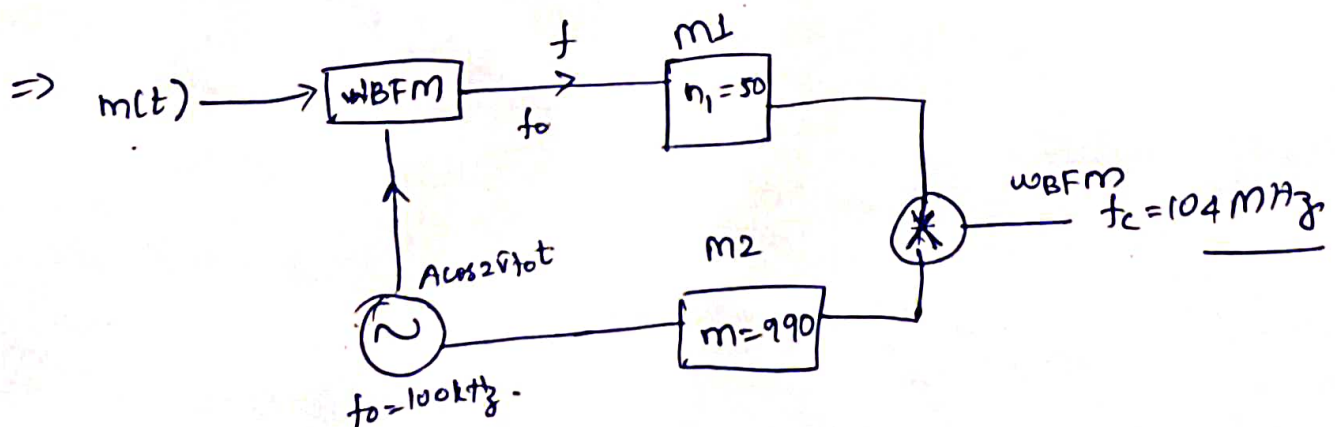 f
m1
=> m(t)
WBFM
n₁ = 50
fo
WBFM
fc = 104 MHz
m2
Acos2πfot
m=990
fo=100kHz.